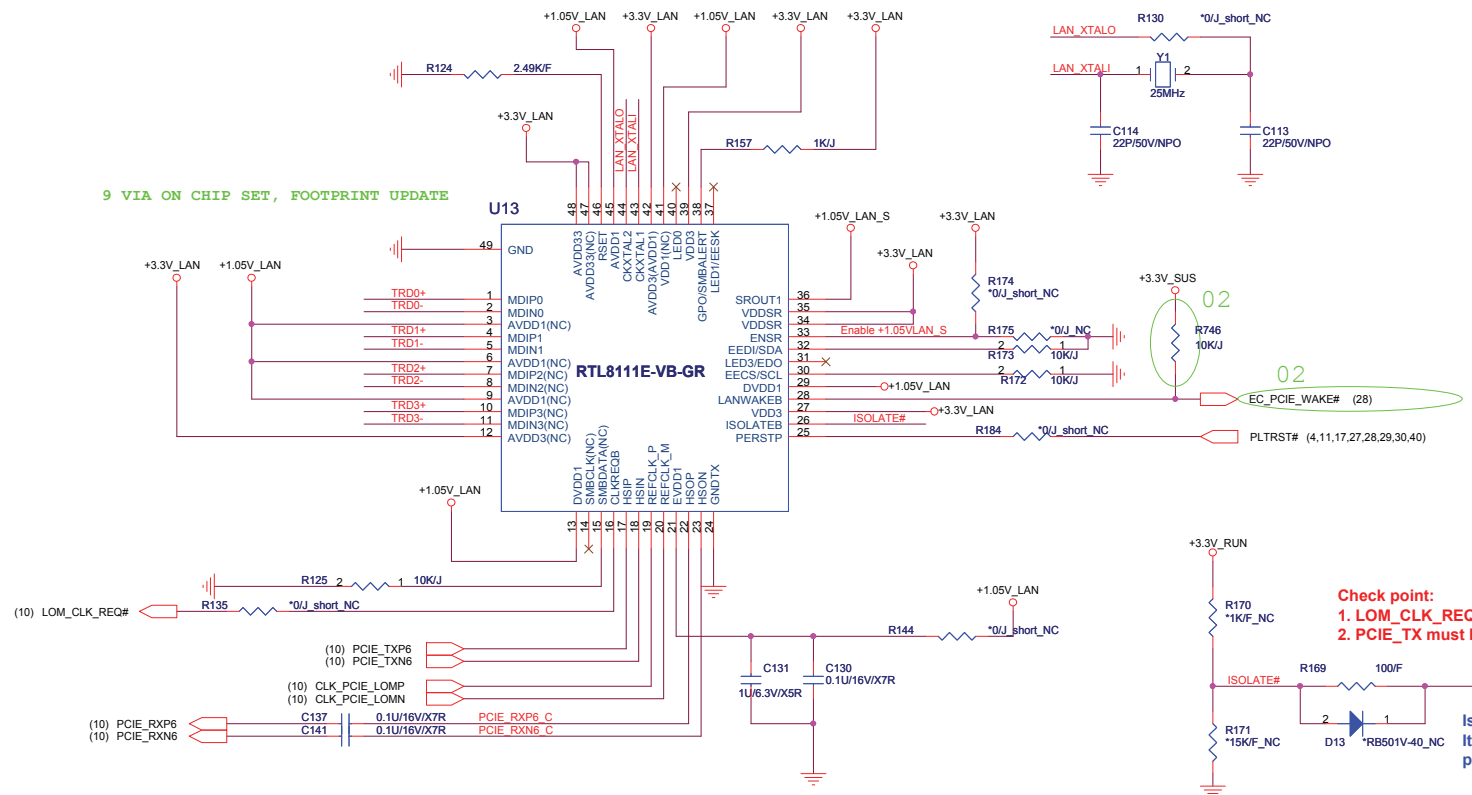 +1.05V_LAN +3.3V_LAN +1.05V_LAN +3.3V_LAN +3.3V_LAN
R130 *0/J_short_NC
LAN_XTALO
LAN_XTALI
Y1
1 2
25MHz
C114
22P/50V/NPO
C113
22P/50V/NPO
R124 2.49K/F
+3.3V_LAN
LAN_XTALO
LAN_XTALI
R157 1K/J
9 VIA ON CHIP SET, FOOTPRINT UPDATE
U13
48 47 46 45 44 43 42 41 40 39 38 37
AVDD33
AVDD33(NC)
RSET
AVDD1
CKXTAL2
CKXTAL1
AVDD3(AVDD1)
VDD1(NC)
LED0
VDD3
GPO/SMBALERT
LED1/EESK
49 GND
+3.3V_LAN +1.05V_LAN
TRD0+ 1 MDIP0
TRD0- 2 MDIN0
3 AVDD1(NC)
TRD1+ 4 MDIP1
TRD1- 5 MDIN1
6 AVDD1(NC)
TRD2+ 7 MDIP2(NC)
TRD2- 8 MDIN2(NC)
9 AVDD1(NC)
TRD3+ 10 MDIP3(NC)
TRD3- 11 MDIN3(NC)
12 AVDD3(NC)
RTL8111E-VB-GR
+1.05V_LAN_S
+3.3V_LAN
+3.3V_LAN
R174
*0/J_short_NC
SROUT1 36
VDDSR 35
VDDSR 34
ENSR 33 Enable +1.05VLAN_S R175 *0/J_NC
EEDI/SDA 32 2 1
R173 10K/J
LED3/EDO 31
EECS/SCL 30 2 1
R172 10K/J
DVDD1 29 +1.05V_LAN
LANWAKEB 28
VDD3 27 +3.3V_LAN
ISOLATEB 26 ISOLATE#
PERSTP 25 R184 *0/J_short_NC
+3.3V_SUS
02
R746
10K/J
02
EC_PCIE_WAKE# (28)
PLTRST# (4,11,17,27,28,29,30,40)
DVDD1
SMBCLK(NC)
SMBDATA(NC)
CLKREQB
HSIP
HSIN
REFCLK_P
REFCLK_M
EVDD1
HSOP
HSON
GNDTX
13 14 15 16 17 18 19 20 21 22 23 24
+1.05V_LAN
R125 2 1 10K/J
(10) LOM_CLK_REQ# R135 *0/J_short_NC
(10) PCIE_TXP6
(10) PCIE_TXN6
(10) CLK_PCIE_LOMP
(10) CLK_PCIE_LOMN
(10) PCIE_RXP6 C137 0.1U/16V/X7R PCIE_RXP6_C
(10) PCIE_RXN6 C141 0.1U/16V/X7R PCIE_RXN6_C
+1.05V_LAN
R144 *0/J_short_NC
C131
1U/6.3V/X5R
C130
0.1U/16V/X7R
+3.3V_RUN
R170
*1K/F_NC
Check point:
1. LOM_CLK_REQ
2. PCIE_TX must
ISOLATE#
R169 100/F
R171
*15K/F_NC
2 1
D13 *RB501V-40_NC
Is
It
p